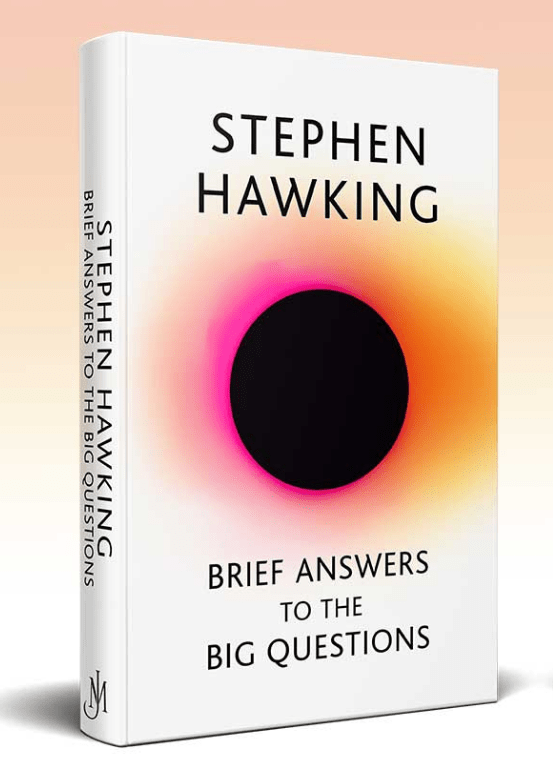 STEPHEN
HAWKING
BRIEF ANSWERS
TO THE
BIG QUESTIONS
STEPHEN HAWKING
BRIEF ANSWERS TO THE BIG QUESTIONS